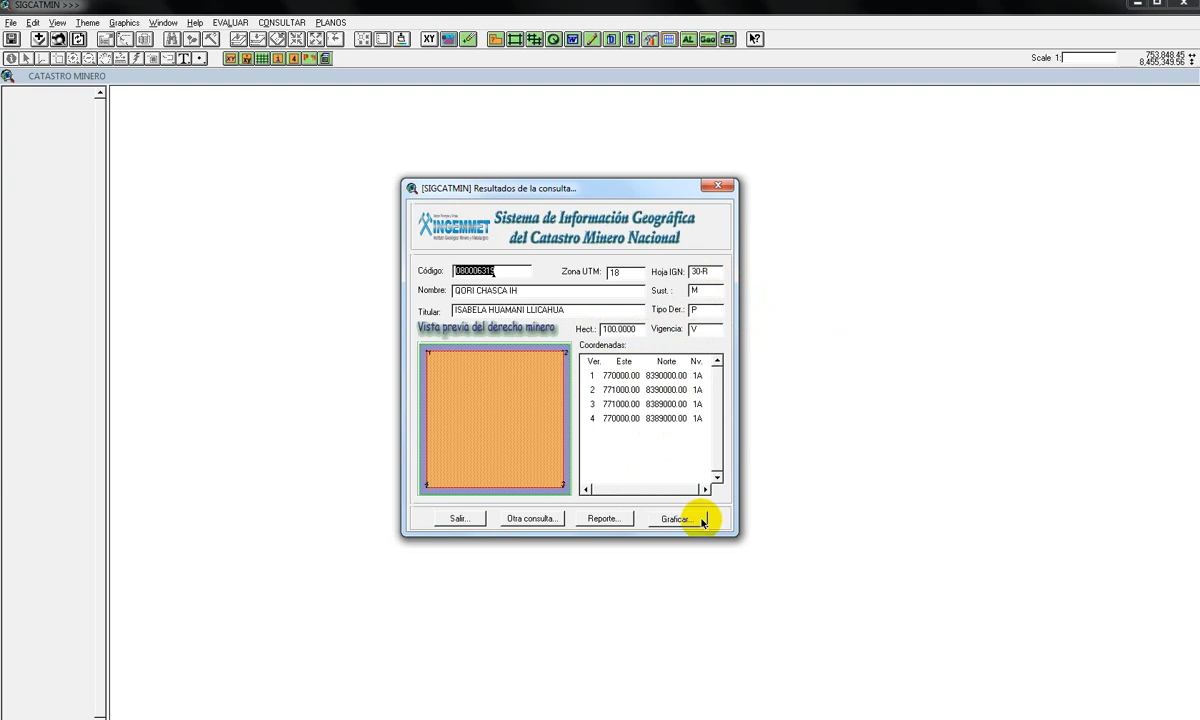 SIGCATMIN >>>
File Edit View Theme Graphics Window Help EVALUAR CONSULTAR PLANOS
XY AL Geo
T XY
Scale 1: 753,848.45
8,455,349.56
CATASTRO MINERO
[SIGCATMIN] Resultados de la consulta...
INGEMMET
Sistema de Información Geográfica
del Catastro Minero Nacional
Código: 080006319 Zona UTM: 18 Hoja IGN: 30-R
Nombre: QORI CHASCA IH Sust. : M
Titular: ISABELA HUAMANI LLICAHUA Tipo Der.: P
Vista previa del derecho minero Hect.: 100.0000 Vigencia: V
Coordenadas:
Ver. Este Norte Nv.
1 770000.00 8390000.00 1A
2 771000.00 8390000.00 1A
3 771000.00 8389000.00 1A
4 770000.00 8389000.00 1A
Salir... Otra consulta... Reporte... Graficar...